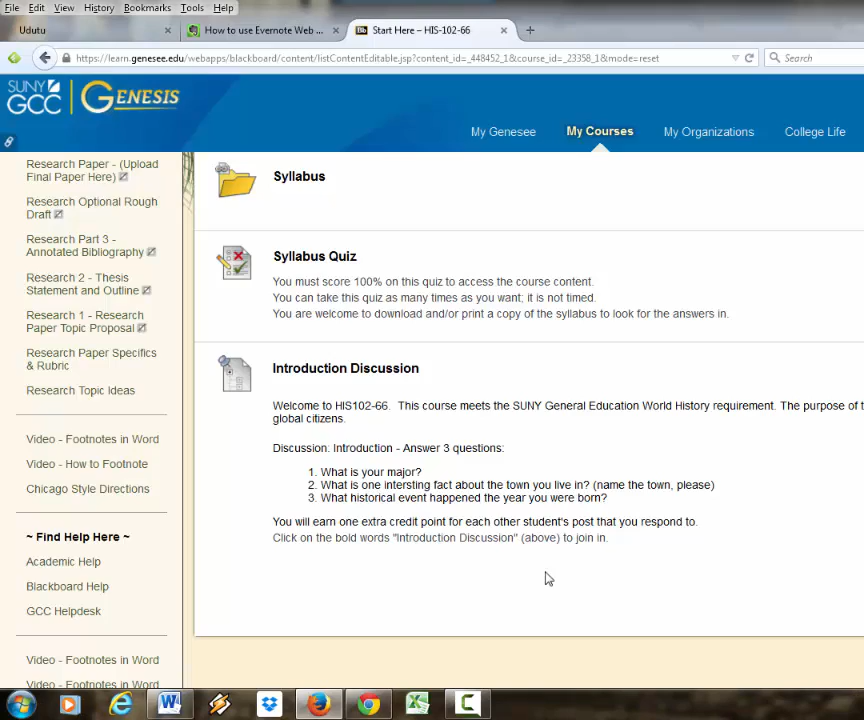 File Edit View History Bookmarks Tools Help
Udutu × How to use Evernote Web ... × Bb Start Here – HIS-102-66 × +
https://learn.genesee.edu/webapps/blackboard/content/listContentEditable.jsp?content_id=_448452_1&course_id=_23358_1&mode=reset Search
SUNY GCC GENESIS
My Genesee My Courses My Organizations College Life
Research Paper - (Upload
Final Paper Here)
Research Optional Rough
Draft
Research Part 3 -
Annotated Bibliography
Research 2 - Thesis
Statement and Outline
Research 1 - Research
Paper Topic Proposal
Research Paper Specifics
& Rubric
Research Topic Ideas
Video - Footnotes in Word
Video - How to Footnote
Chicago Style Directions
~ Find Help Here ~
Academic Help
Blackboard Help
GCC Helpdesk
Video - Footnotes in Word
Video - Footnotes in Word
Syllabus
Syllabus Quiz
You must score 100% on this quiz to access the course content.
You can take this quiz as many times as you want; it is not timed.
You are welcome to download and/or print a copy of the syllabus to look for the answers in.
Introduction Discussion
Welcome to HIS102-66. This course meets the SUNY General Education World History requirement. The purpose of t
global citizens.
Discussion: Introduction - Answer 3 questions:
1. What is your major?
2. What is one intersting fact about the town you live in? (name the town, please)
3. What historical event happened the year you were born?
You will earn one extra credit point for each other student's post that you respond to.
Click on the bold words "Introduction Discussion" (above) to join in.